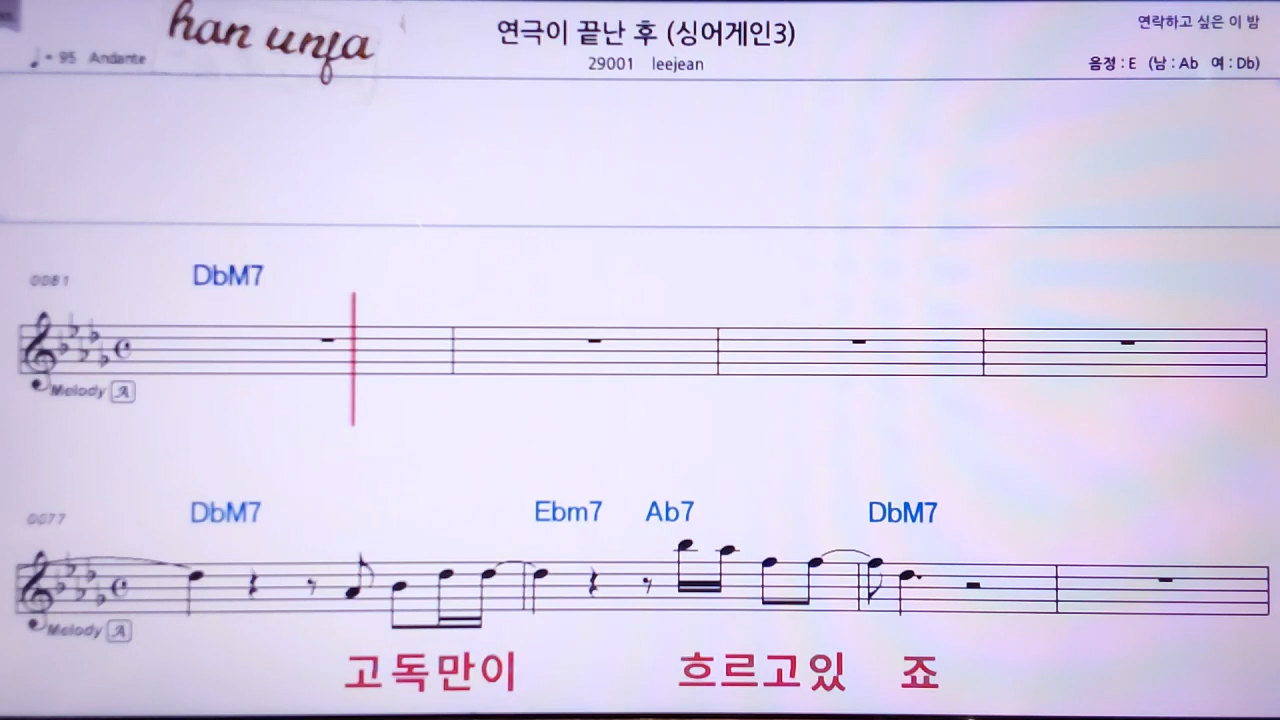 han unfa
연극이 끝난 후 (싱어게인3)
연락하고 싶은 이 밤
♩= 95 Andante
29001 leejean
음정 : E (남 : Ab 여 : Db)
0081
DbM7
Melody A
0077
DbM7 Ebm7 Ab7 DbM7
Melody A
고독만이 흐르고있 죠